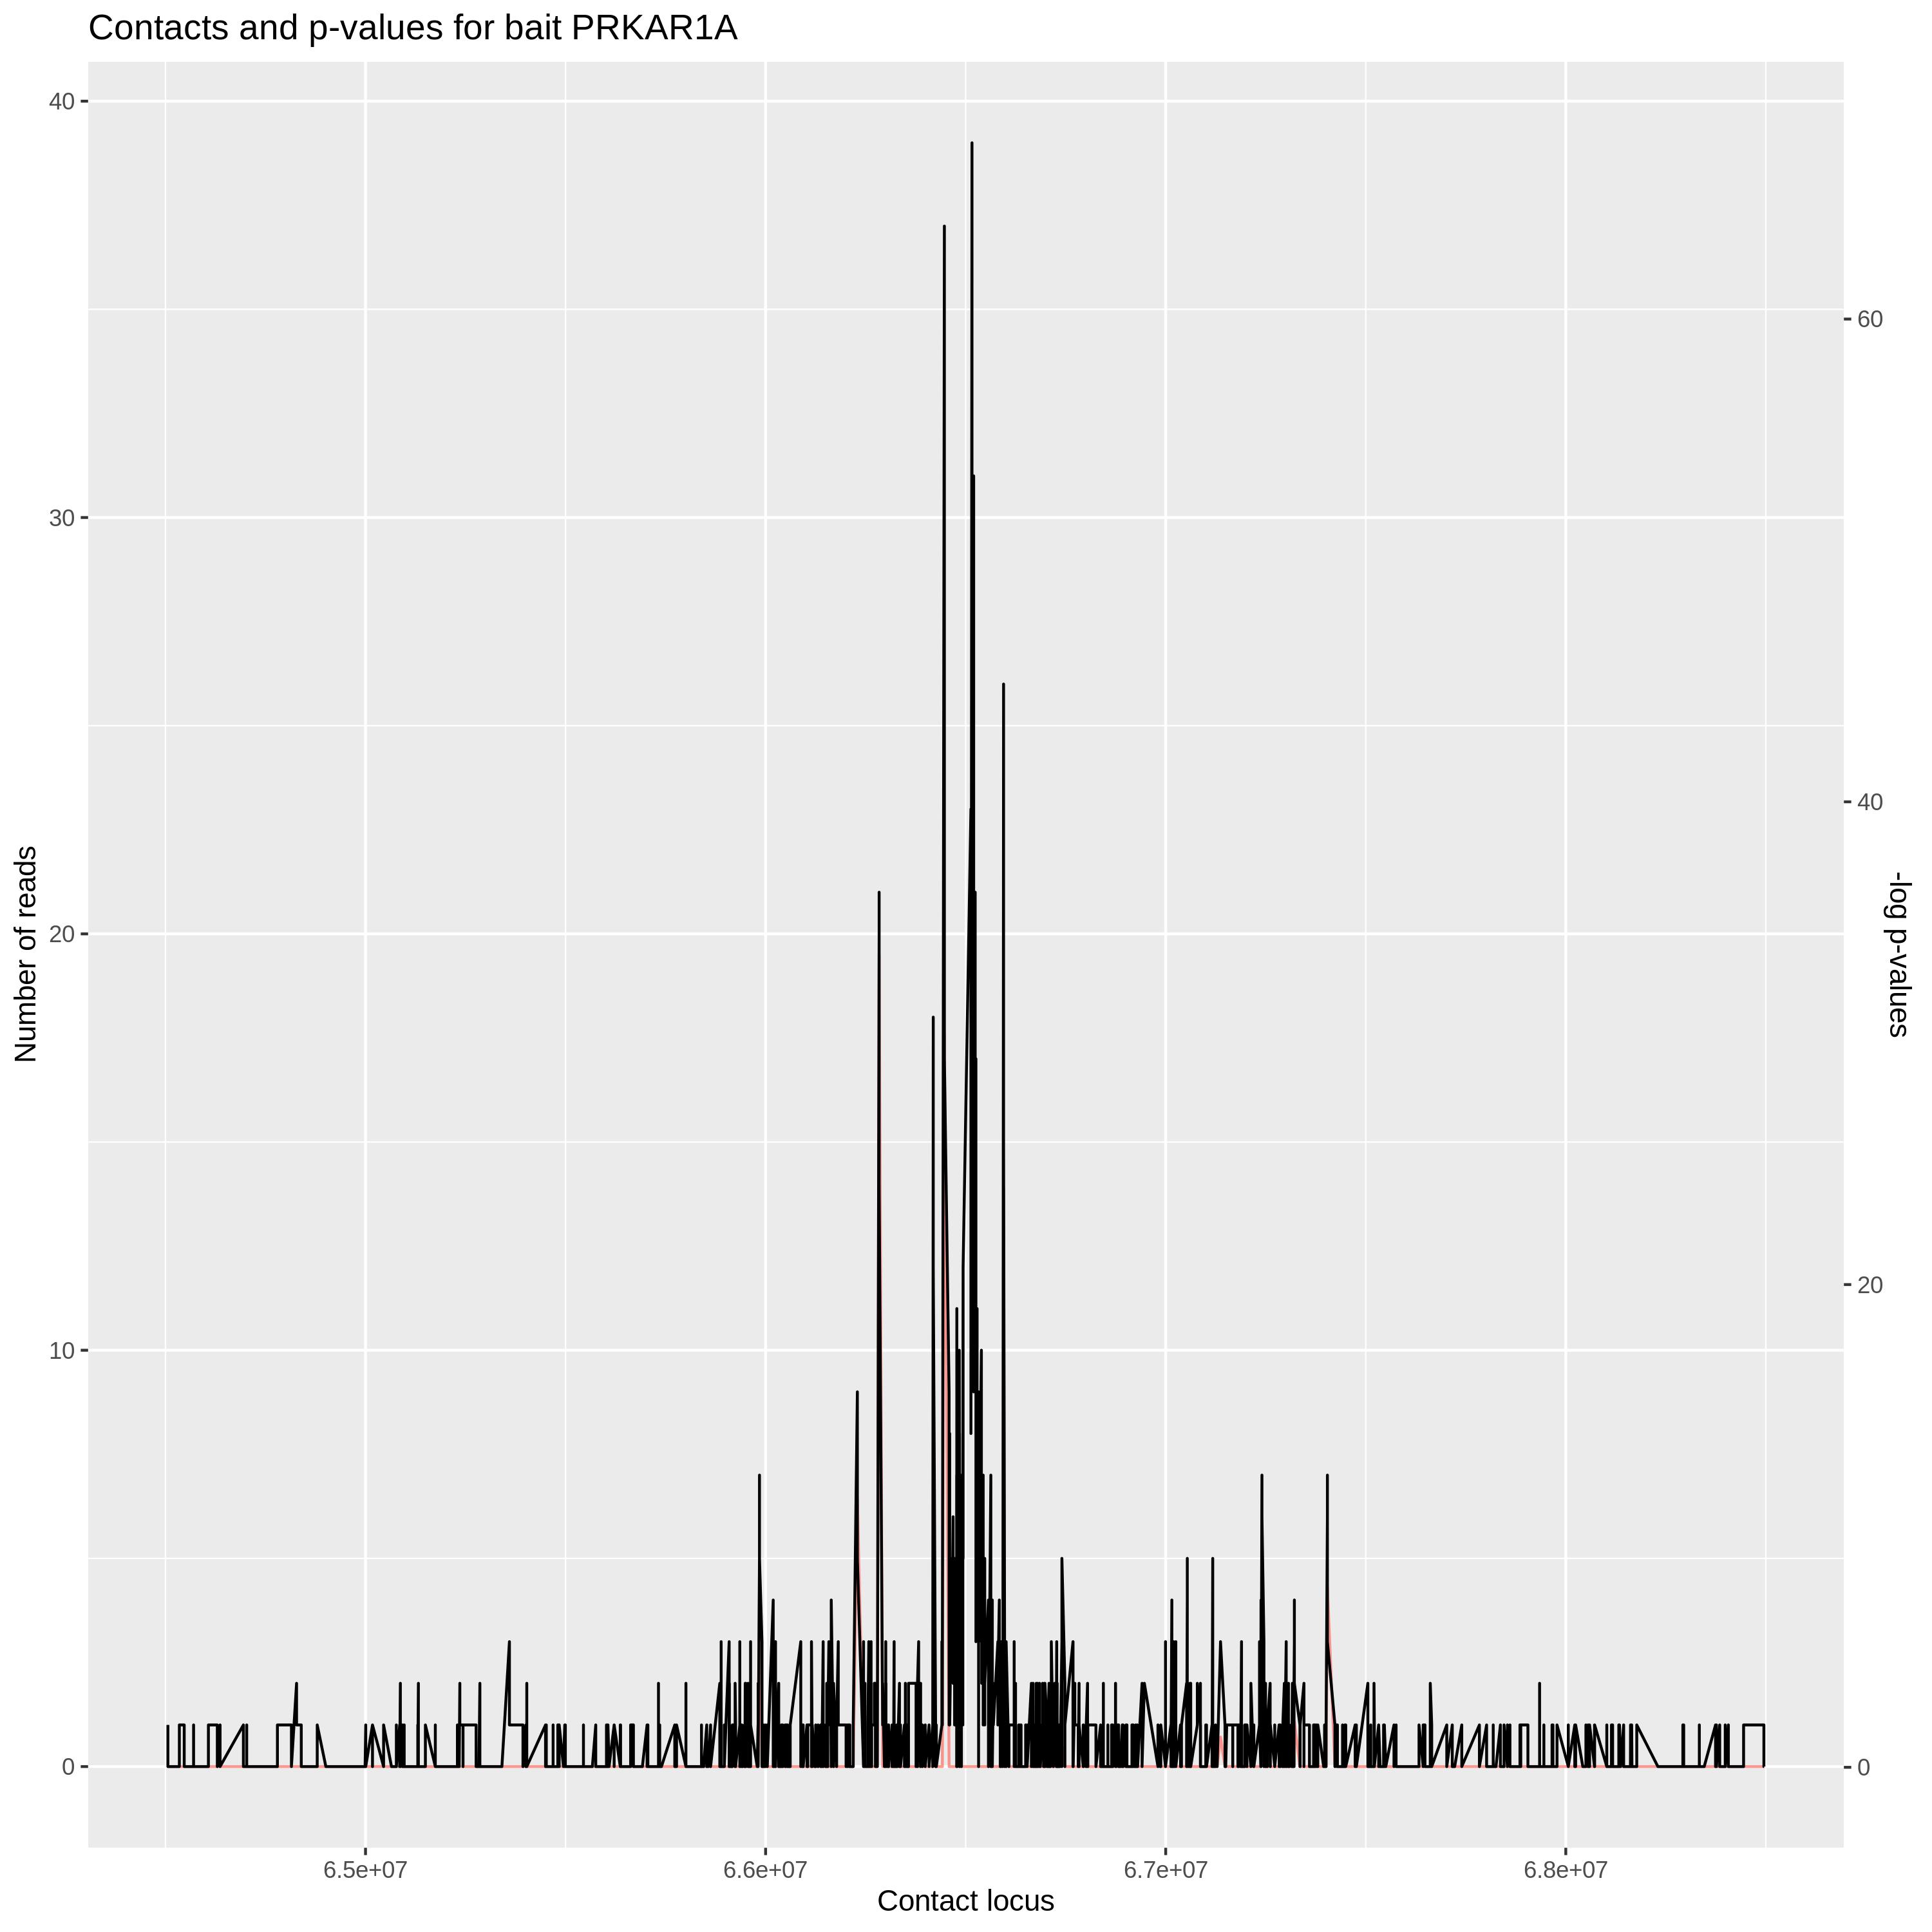 Contacts and p-values for bait PRKAR1A
40
30
20
10
0
Number of reads
60
40
20
0
-log p-values
6.5e+07
6.6e+07
6.7e+07
6.8e+07
Contact locus